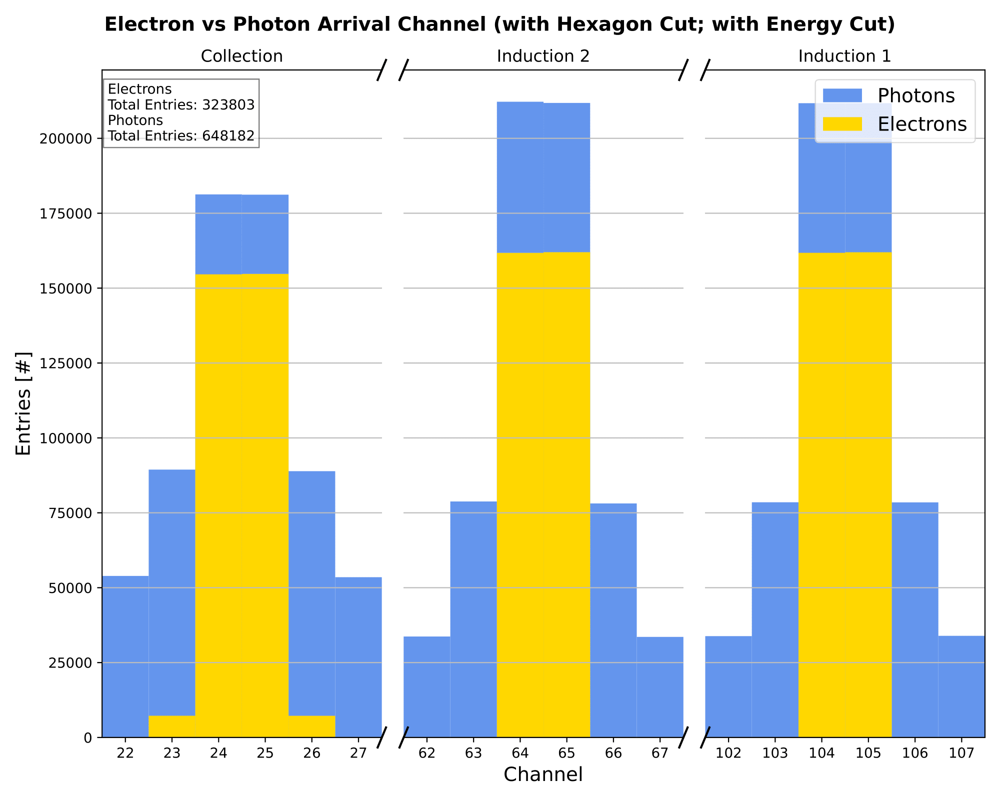 Electron vs Photon Arrival Channel (with Hexagon Cut; with Energy Cut)
Collection
Induction 2
Induction 1
Electrons
Total Entries: 323803
Photons
Total Entries: 648182
Photons
Electrons
Entries [#]
200000
175000
150000
125000
100000
75000
50000
25000
0
22 23 24 25 26 27 62 63 64 65 66 67 102 103 104 105 106 107
Channel